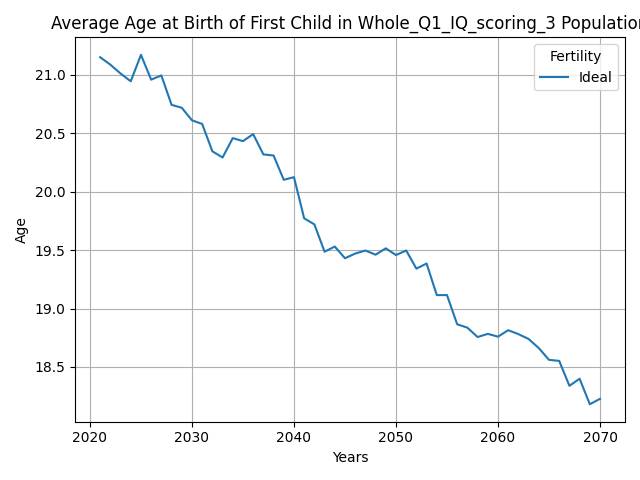 Average Age at Birth of First Child in Whole_Q1_IQ_scoring_3 Population
Fertility
Ideal
Age
21.0
20.5
20.0
19.5
19.0
18.5
2020 2030 2040 2050 2060 2070
Years